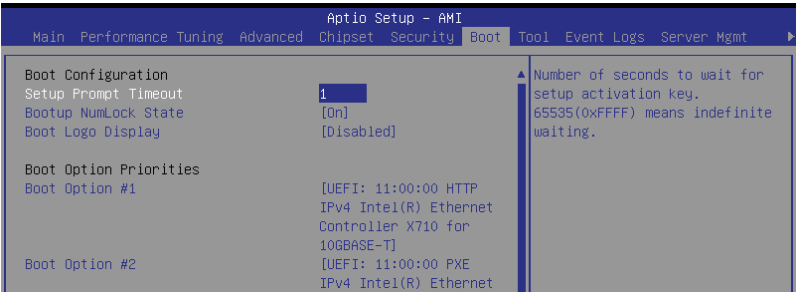 Aptio Setup – AMI
Main Performance Tuning Advanced Chipset Security Boot Tool Event Logs Server Mgmt
Boot Configuration
Setup Prompt Timeout 1
Bootup NumLock State [On]
Boot Logo Display [Disabled]
Boot Option Priorities
Boot Option #1 [UEFI: 11:00:00 HTTP
IPv4 Intel(R) Ethernet
Controller X710 for
10GBASE-T]
Boot Option #2 [UEFI: 11:00:00 PXE
IPv4 Intel(R) Ethernet
Number of seconds to wait for
setup activation key.
65535(0xFFFF) means indefinite
waiting.